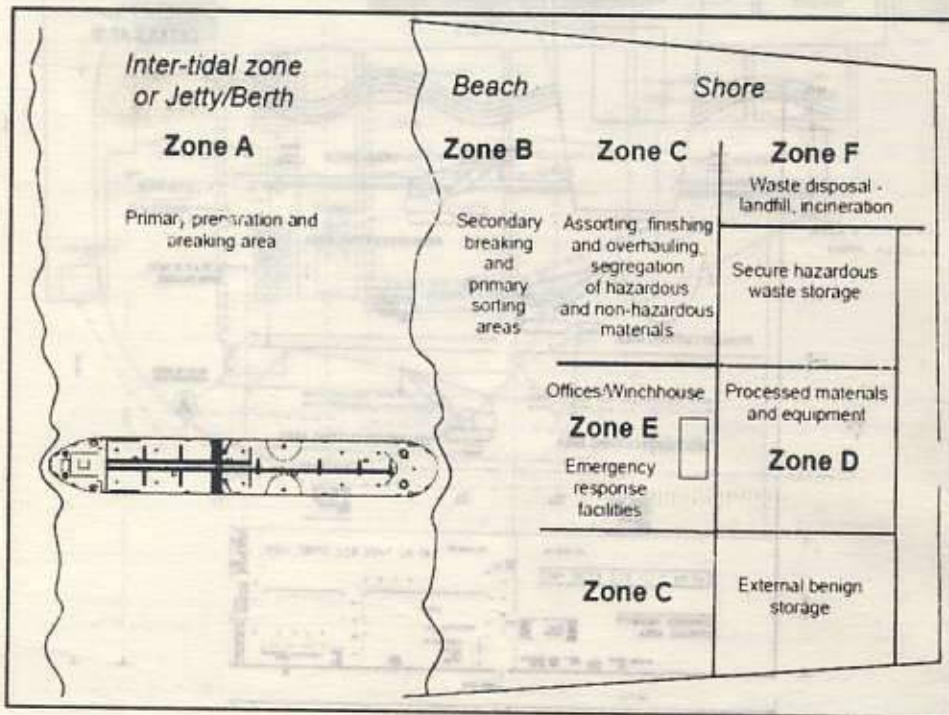 Inter-tidal zone
or Jetty/Berth
Zone A
Primar, preparation and
breaking area
Beach
Zone B
Secondary
breaking
and
primary
sorting
areas
Shore
Zone C
Assorting, finishing
and overhauling,
segregation
of hazardous
and non-hazardous
materials
Zone F
Waste disposal -
landfill, incineration
Secure hazardous
waste storage
Offices/Winchhouse
Zone E
Emergency
response
facilities
Processed materials
and equipment
Zone D
Zone C
External benign
storage